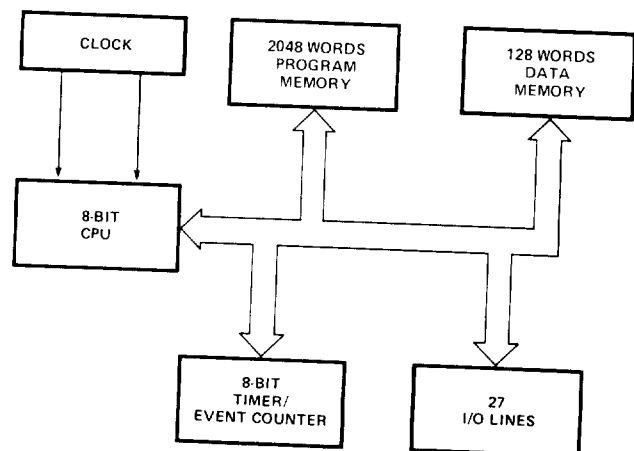 CLOCK
2048 WORDS
PROGRAM
MEMORY
128 WORDS
DATA
MEMORY
8-BIT
CPU
8-BIT
TIMER/
EVENT COUNTER
27
I/O LINES